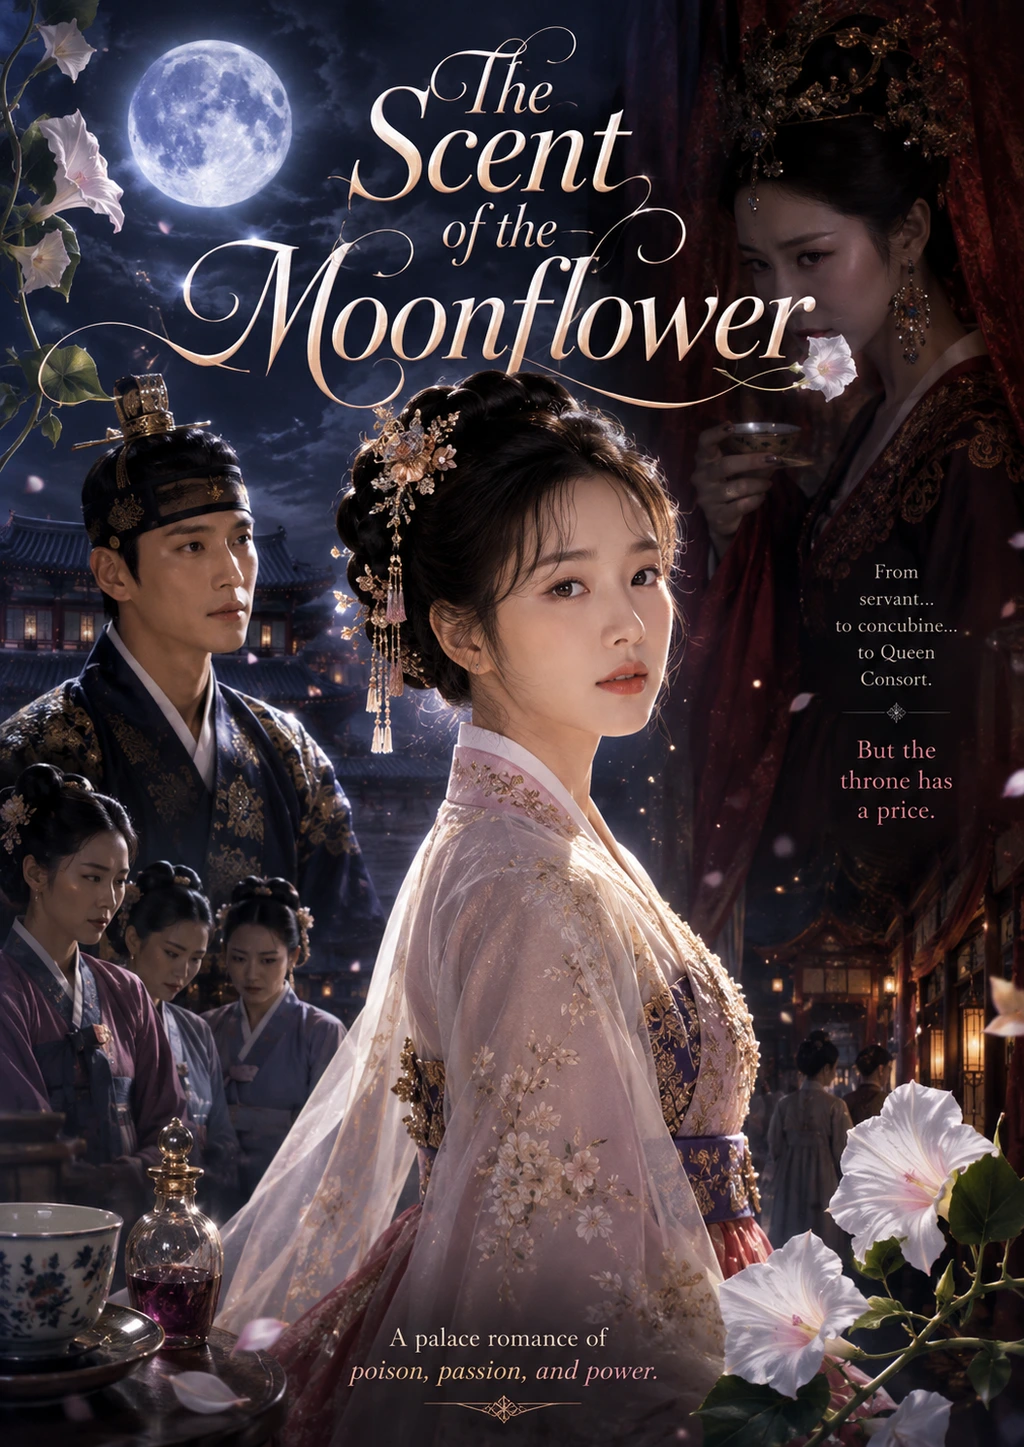 The
Scent
of the
Moonflower
From
servant...
to concubine...
to Queen
Consort.
But the
throne has
a price.
A palace romance of
poison, passion, and power.